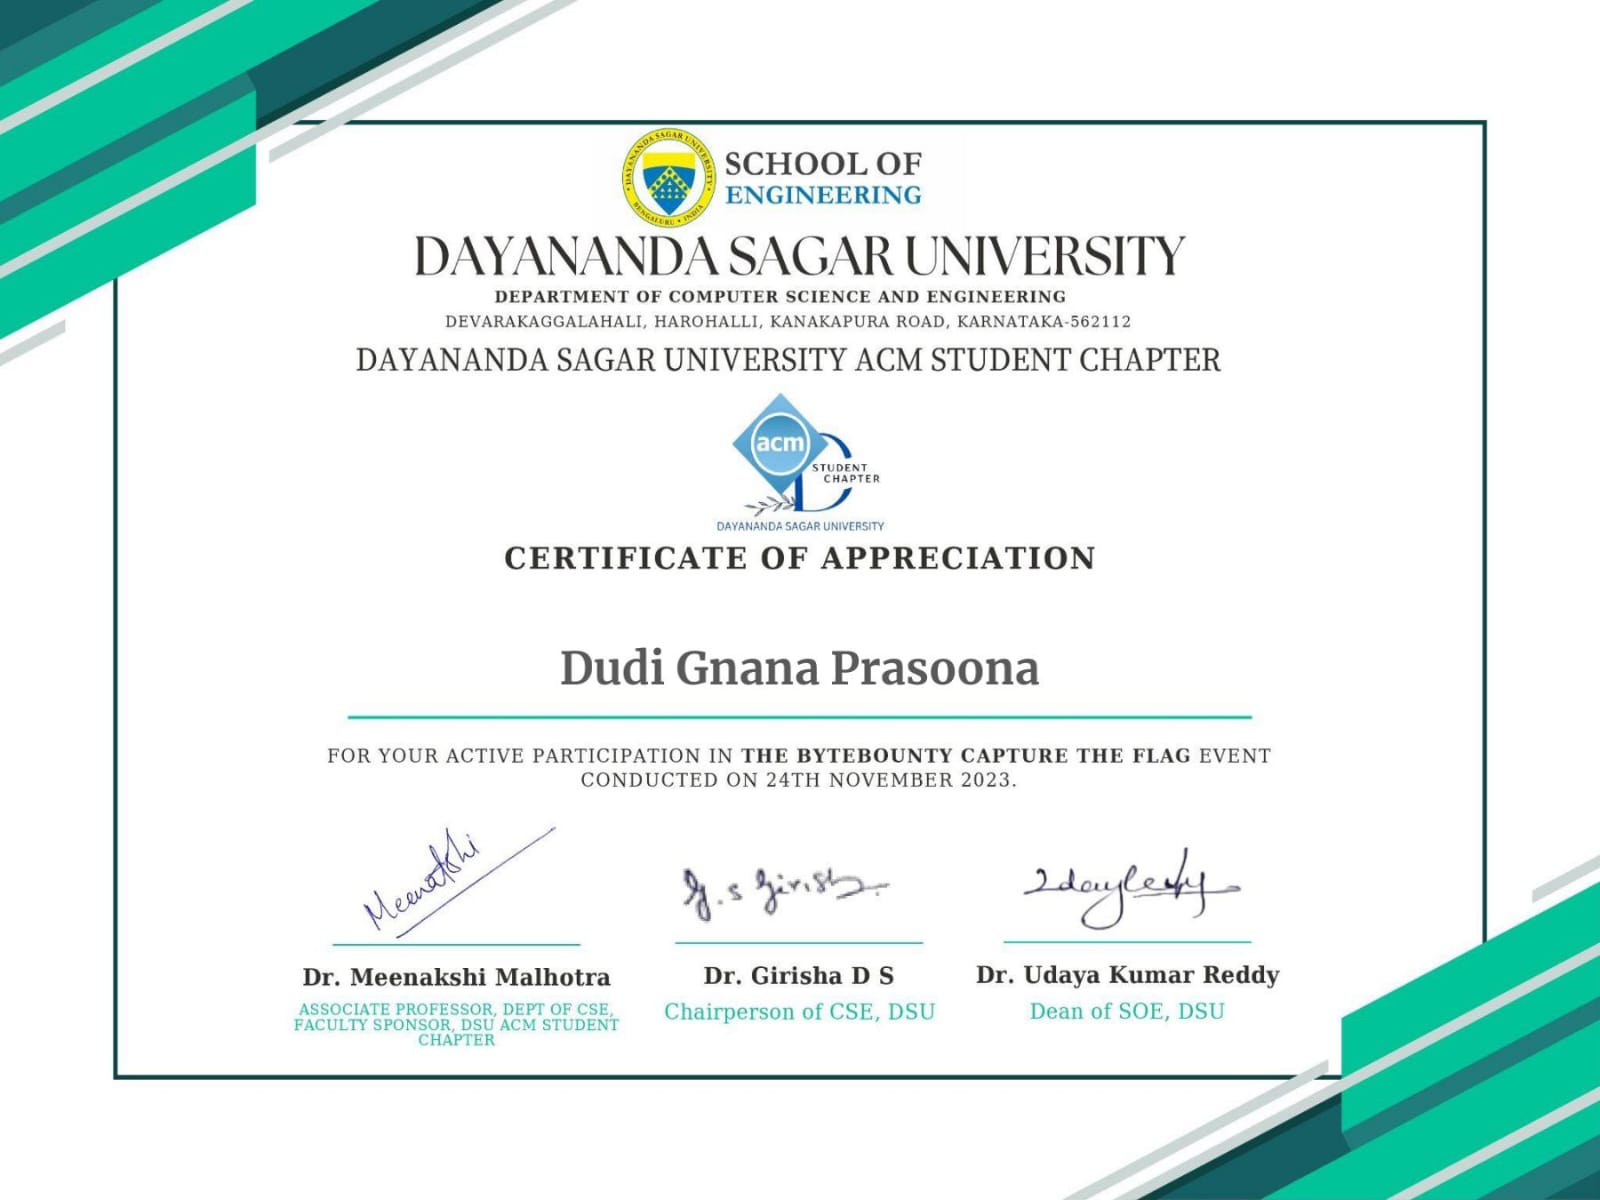 DAYANANDA SAGAR UNIVERSITY
BENGALURU • INDIA
SCHOOL OF
ENGINEERING
DAYANANDA SAGAR UNIVERSITY
DEPARTMENT OF COMPUTER SCIENCE AND ENGINEERING
DEVARAKAGGALAHALI, HAROHALLI, KANAKAPURA ROAD, KARNATAKA-562112
DAYANANDA SAGAR UNIVERSITY ACM STUDENT CHAPTER
acm
STUDENT
CHAPTER
DAYANANDA SAGAR UNIVERSITY
CERTIFICATE OF APPRECIATION
Dudi Gnana Prasoona
FOR YOUR ACTIVE PARTICIPATION IN THE BYTEBOUNTY CAPTURE THE FLAG EVENT
CONDUCTED ON 24TH NOVEMBER 2023.
Meenakshi
Dr. Meenakshi Malhotra
ASSOCIATE PROFESSOR, DEPT OF CSE,
FACULTY SPONSOR, DSU ACM STUDENT
CHAPTER
Dr. Girisha D S
Chairperson of CSE, DSU
Dr. Udaya Kumar Reddy
Dean of SOE, DSU